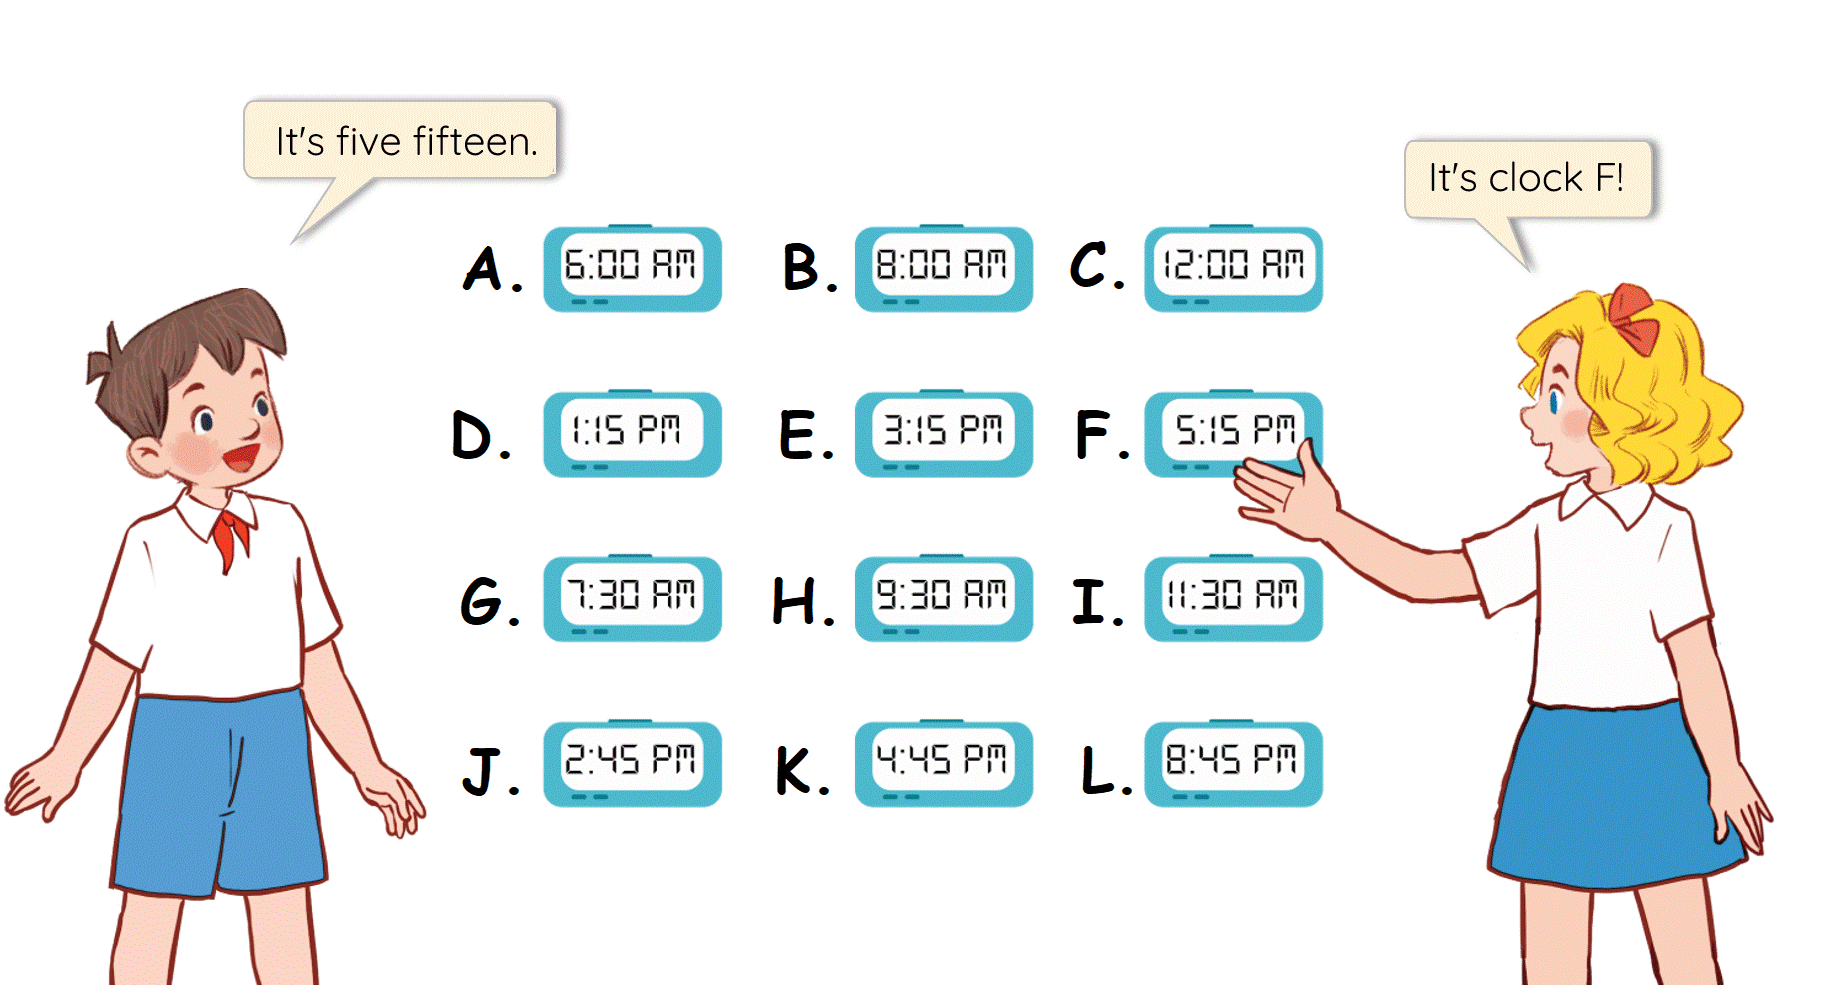 It's five fifteen.
It's clock F!
A. 6:00 AM B. 8:00 AM C. 12:00 AM
D. 1:15 PM E. 3:15 PM F. 5:15 PM
G. 7:30 AM H. 9:30 AM I. 11:30 AM
J. 2:45 PM K. 4:45 PM L. 8:45 PM